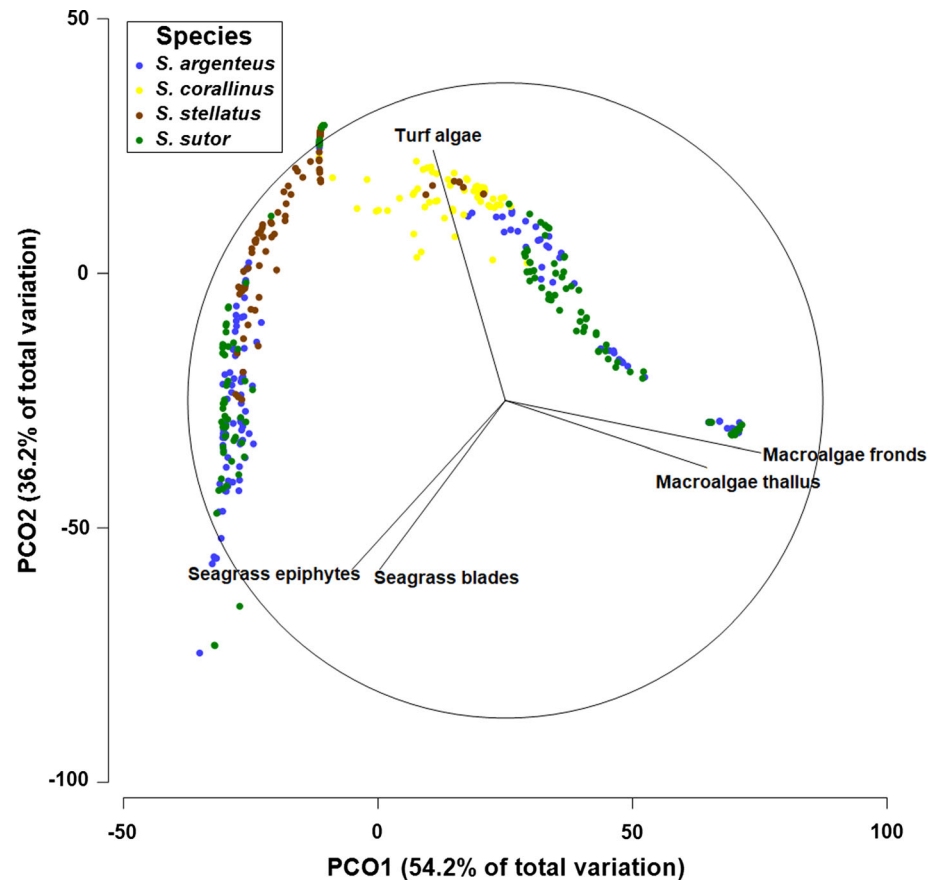 50
Species
S. argenteus
S. corallinus
S. stellatus
S. sutor
Turf algae
0
Macroalgae fronds
Macroalgae thallus
-50
Seagrass epiphytes
Seagrass blades
-100
PCO2 (36.2% of total variation)
-50
0
50
100
PCO1 (54.2% of total variation)